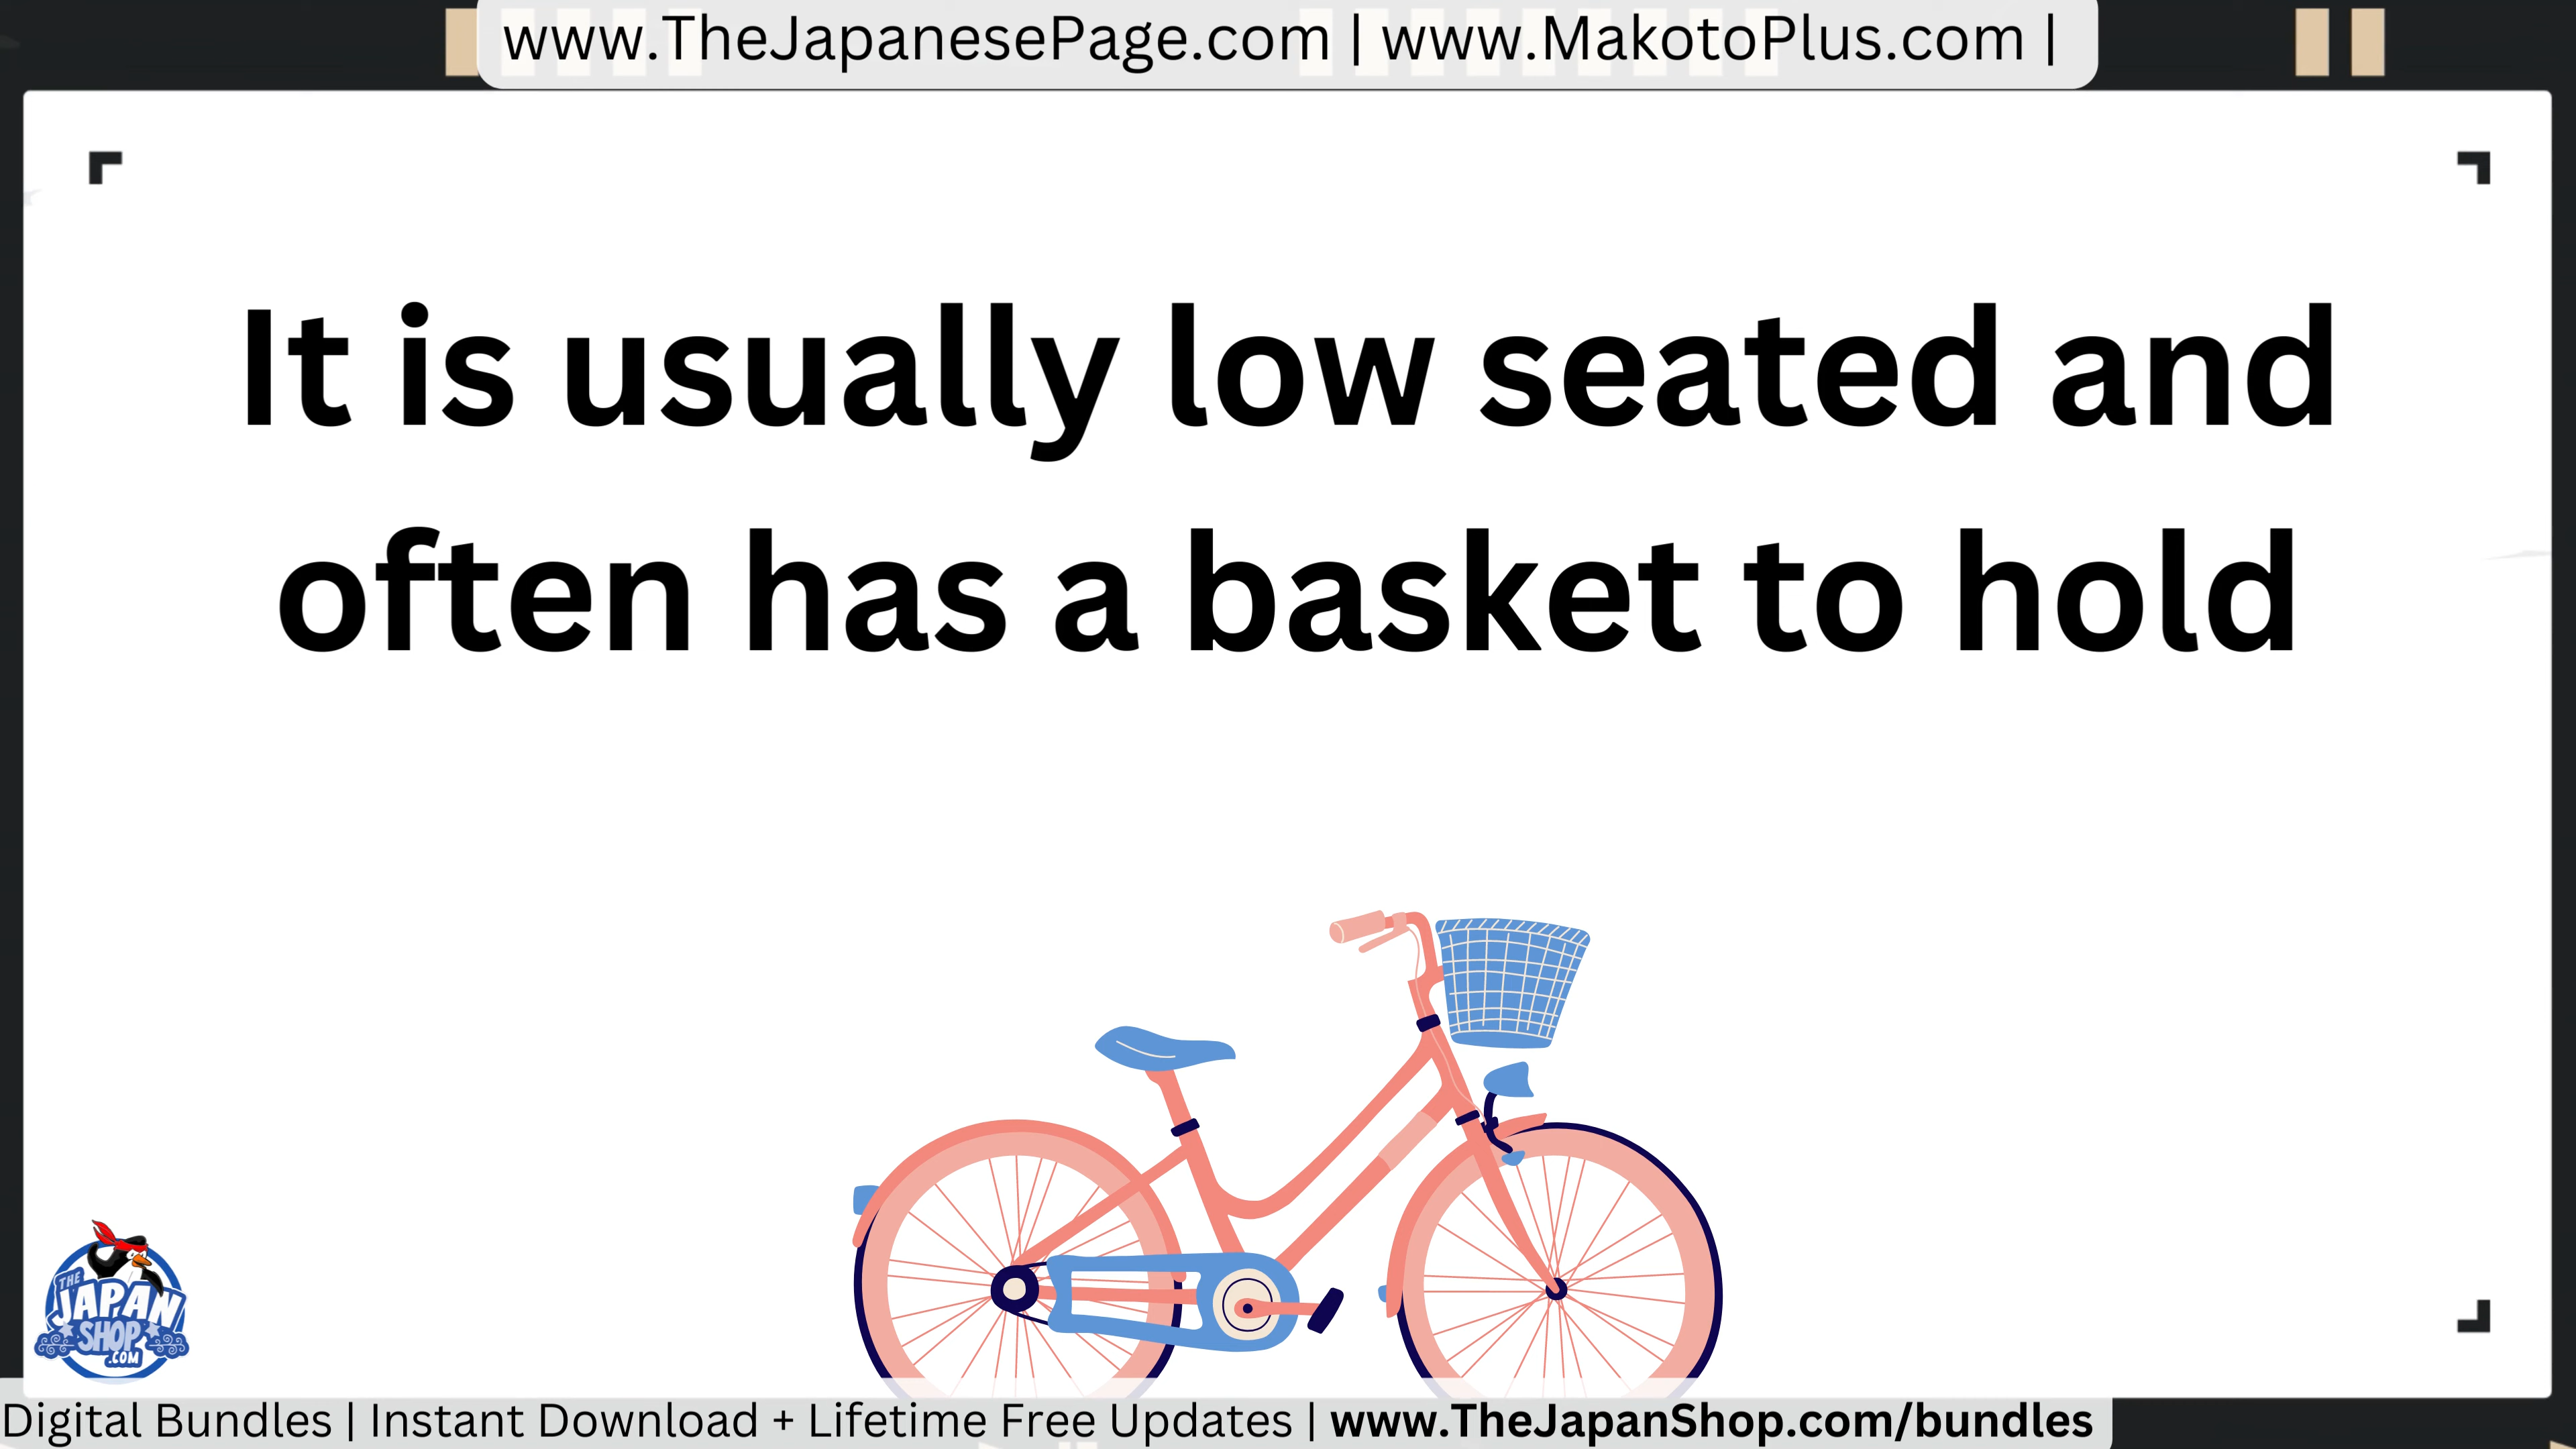 www.TheJapanesePage.com | www.MakotoPlus.com |
It is usually low seated and
often has a basket to hold
THE
JAPAN
SHOP
.COM
Digital Bundles | Instant Download + Lifetime Free Updates | www.TheJapanShop.com/bundles